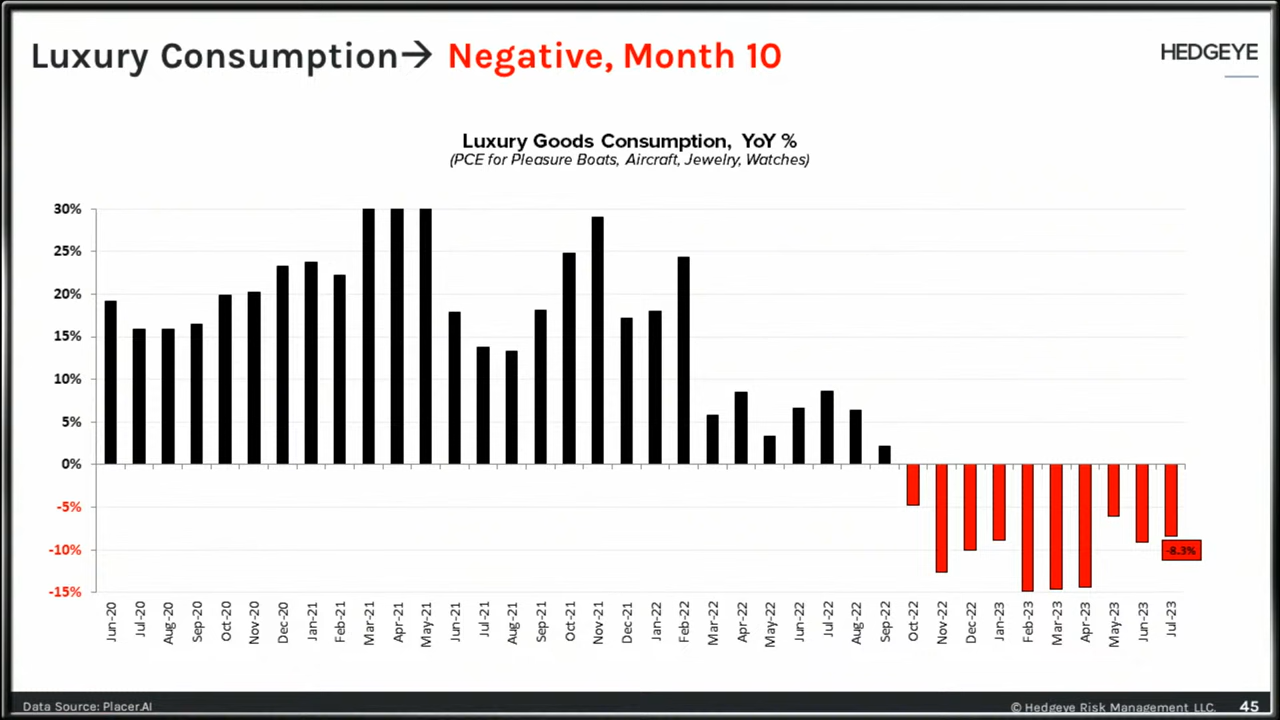 Luxury Consumption→ Negative, Month 10
HEDGEYE
Luxury Goods Consumption, YoY %
(PCE for Pleasure Boats, Aircraft, Jewelry, Watches)
30%
25%
20%
15%
10%
5%
0%
-5%
-10%
-15%
-8.3%
Jun-20
Jul-20
Aug-20
Sep-20
Oct-20
Nov-20
Dec-20
Jan-21
Feb-21
Mar-21
Apr-21
May-21
Jun-21
Jul-21
Aug-21
Sep-21
Oct-21
Nov-21
Dec-21
Jan-22
Feb-22
Mar-22
Apr-22
May-22
Jun-22
Jul-22
Aug-22
Sep-22
Oct-22
Nov-22
Dec-22
Jan-23
Feb-23
Mar-23
Apr-23
May-23
Jun-23
Jul-23
Data Source: Placer.AI
© Hedgeye Risk Management LLC.
45